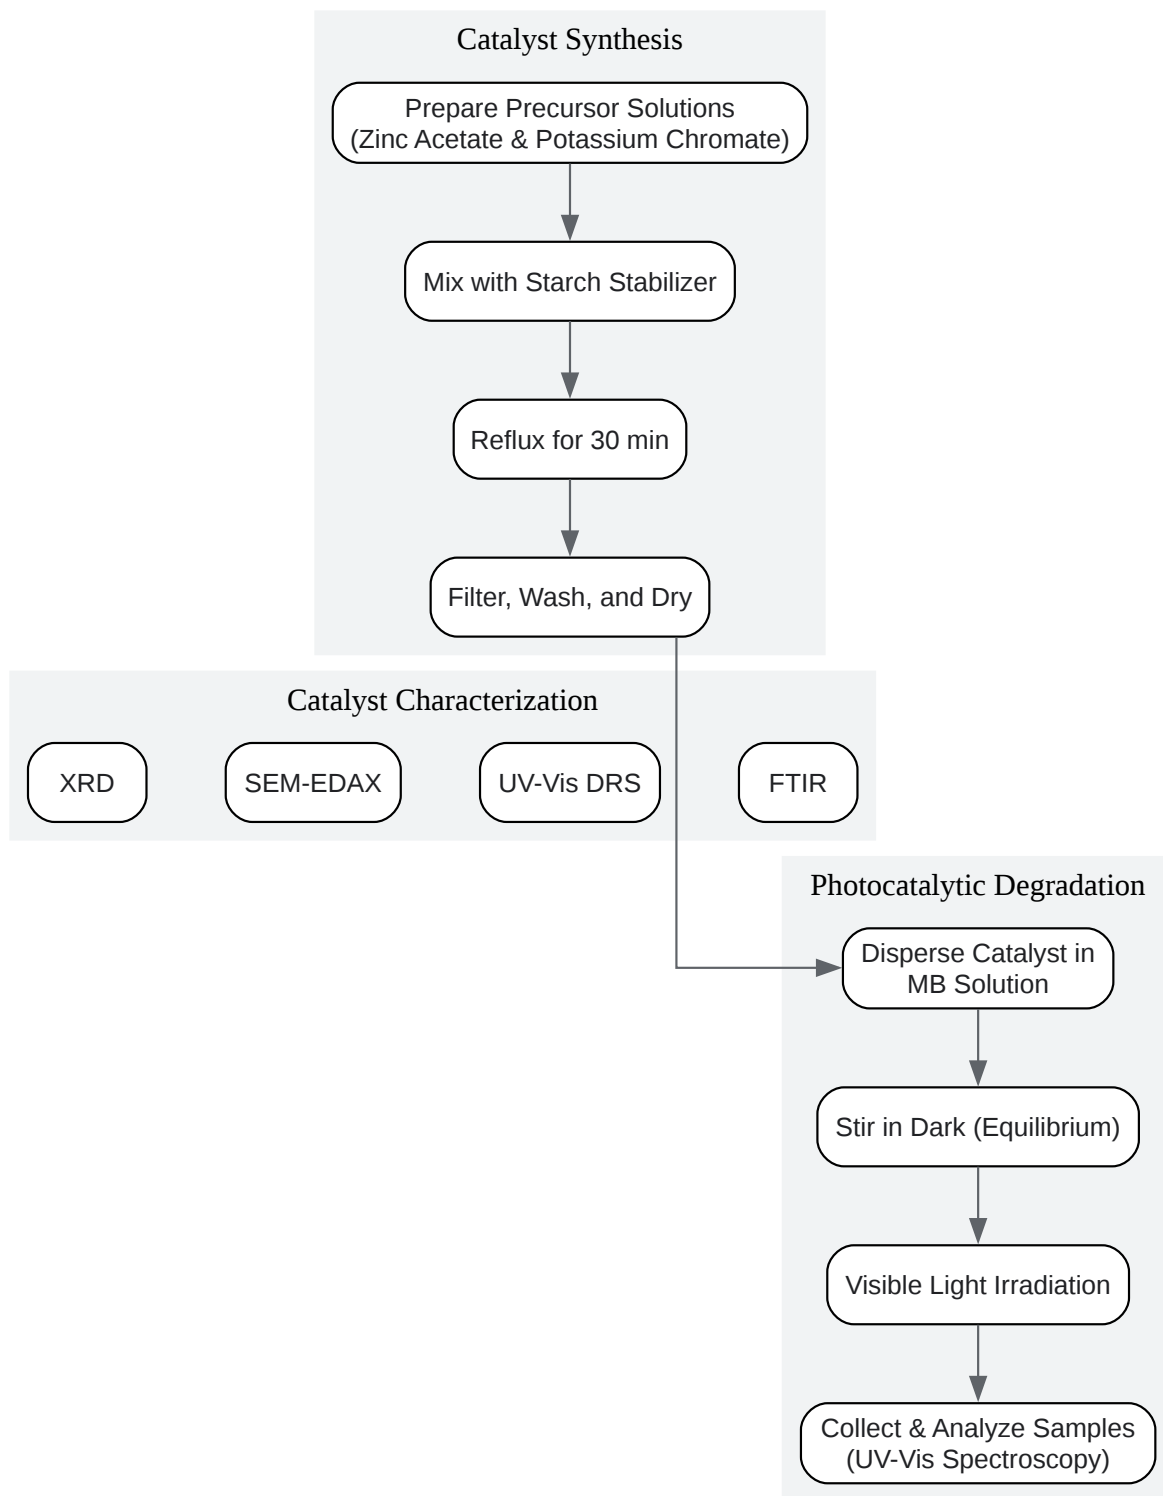 Catalyst Synthesis
Prepare Precursor Solutions
(Zinc Acetate & Potassium Chromate)
Mix with Starch Stabilizer
Reflux for 30 min
Filter, Wash, and Dry
Catalyst Characterization
XRD
SEM-EDAX
UV-Vis DRS
FTIR
Photocatalytic Degradation
Disperse Catalyst in
MB Solution
Stir in Dark (Equilibrium)
Visible Light Irradiation
Collect & Analyze Samples
(UV-Vis Spectroscopy)